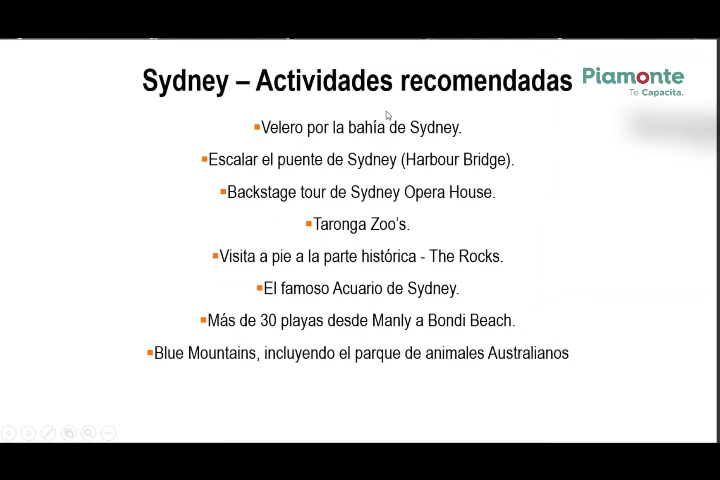 Sydney – Actividades recomendadas
Piamonte
Te Capacita.
▪Velero por la bahía de Sydney.
▪Escalar el puente de Sydney (Harbour Bridge).
▪Backstage tour de Sydney Opera House.
▪Taronga Zoo’s.
▪Visita a pie a la parte histórica - The Rocks.
▪El famoso Acuario de Sydney.
▪Más de 30 playas desde Manly a Bondi Beach.
▪Blue Mountains, incluyendo el parque de animales Australianos